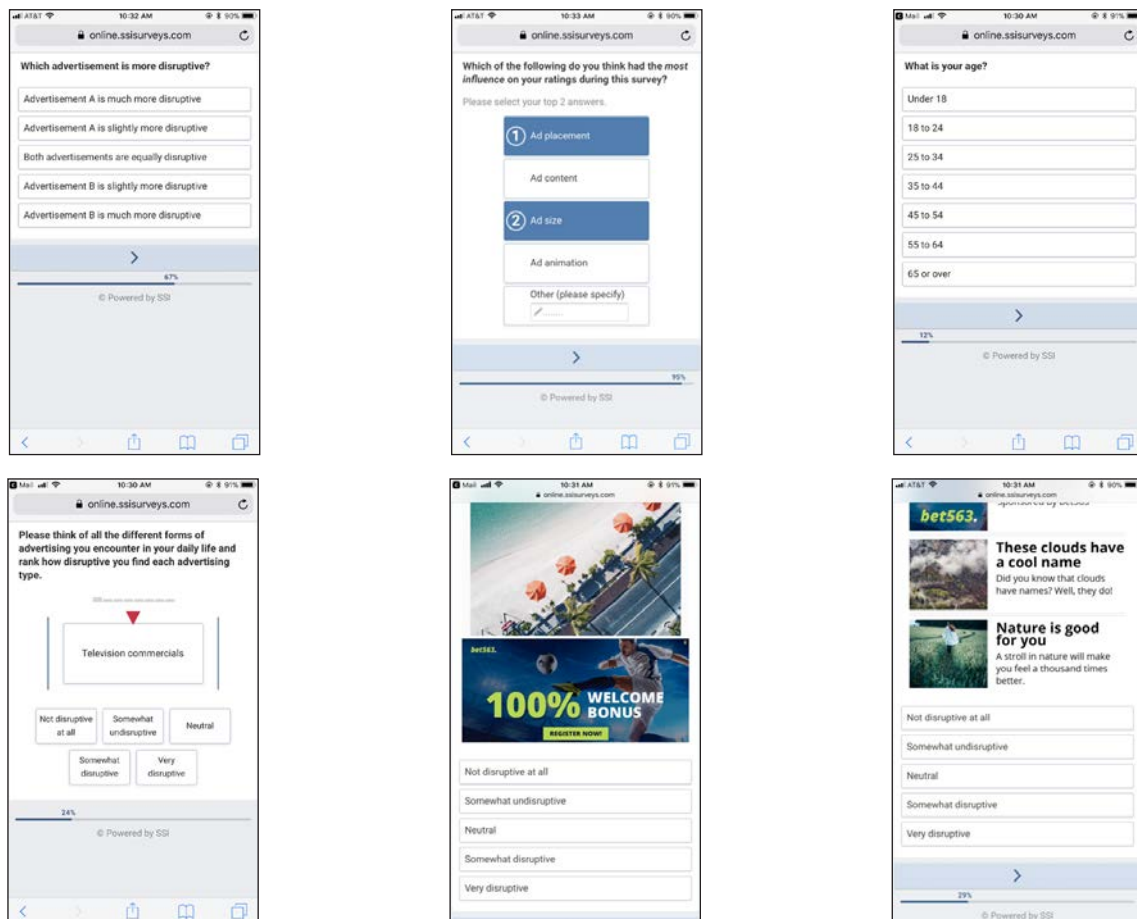 AT&T 10:32 AM 90%
online.ssisurveys.com
Which advertisement is more disruptive?
Advertisement A is much more disruptive
Advertisement A is slightly more disruptive
Both advertisements are equally disruptive
Advertisement B is slightly more disruptive
Advertisement B is much more disruptive
67%
© Powered by SSI
AT&T 10:33 AM 90%
online.ssisurveys.com
Which of the following do you think had the most
influence on your ratings during this survey?
Please select your top 2 answers.
1 Ad placement
Ad content
2 Ad size
Ad animation
Other (please specify)
95%
© Powered by SSI
Mail 10:30 AM 91%
online.ssisurveys.com
What is your age?
Under 18
18 to 24
25 to 34
35 to 44
45 to 54
55 to 64
65 or over
12%
© Powered by SSI
Mail 10:30 AM 91%
online.ssisurveys.com
Please think of all the different forms of
advertising you encounter in your daily life and
rank how disruptive you find each advertising
type.
Television commercials
Not disruptive
at all
Somewhat
undisruptive
Neutral
Somewhat
disruptive
Very
disruptive
24%
© Powered by SSI
Mail 10:31 AM 91%
online.ssisurveys.com
bet563.
100% WELCOME
BONUS
REGISTER NOW!
Not disruptive at all
Somewhat undisruptive
Neutral
Somewhat disruptive
Very disruptive
AT&T 10:31 AM 90%
online.ssisurveys.com
bet563.
These clouds have
a cool name
Did you know that clouds
have names? Well, they do!
Nature is good
for you
A stroll in nature will make
you feel a thousand times
better.
Not disruptive at all
Somewhat undisruptive
Neutral
Somewhat disruptive
Very disruptive
29%
© Powered by SSI